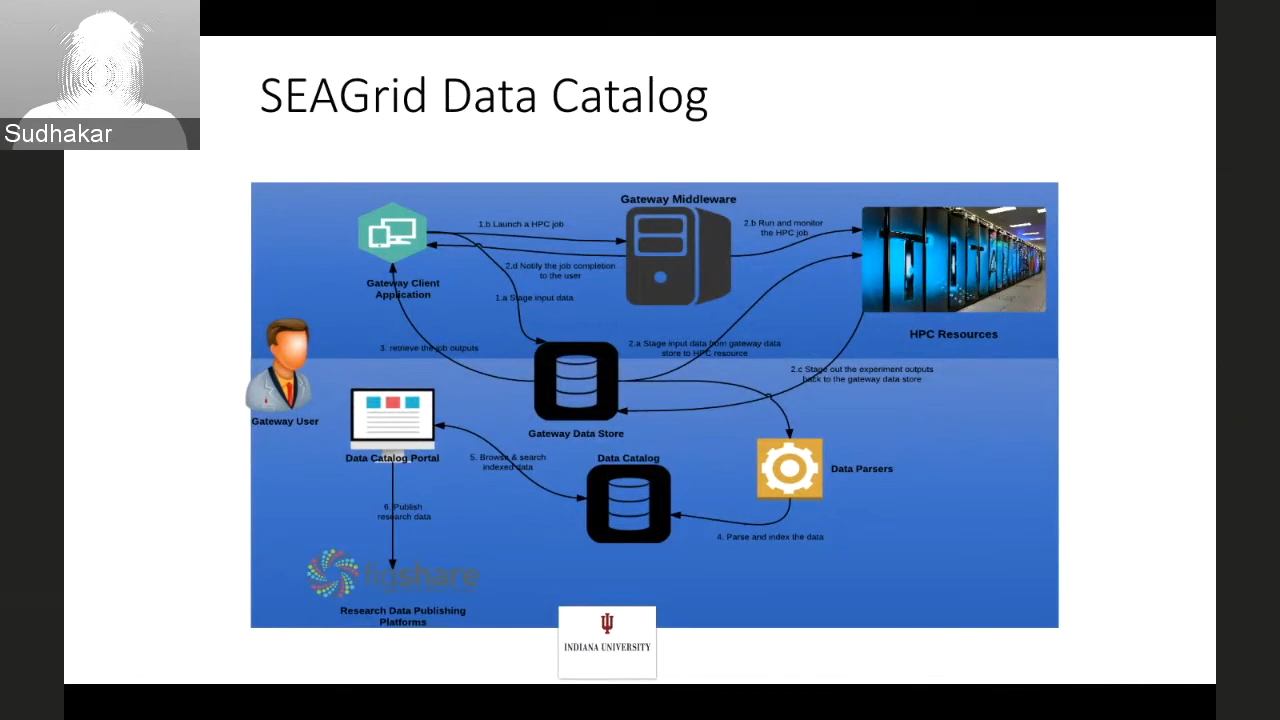 Sudhakar
SEAGrid Data Catalog
Gateway Middleware
1.b Launch a HPC job
2.b Run and monitor
the HPC job
2.d Notify the job completion
to the user
Gateway Client
Application
1.a Stage input data
TITAN
HPC Resources
3. retrieve the job outputs
2.a Stage input data from gateway data
store to HPC resource
2.c Stage out the experiment outputs
back to the gateway data store
Gateway User
Gateway Data Store
Data Catalog Portal
5. Browse & search
indexed data
Data Catalog
Data Parsers
6. Publish
research data
4. Parse and index the data
figshare
Research Data Publishing
Platforms
INDIANA UNIVERSITY